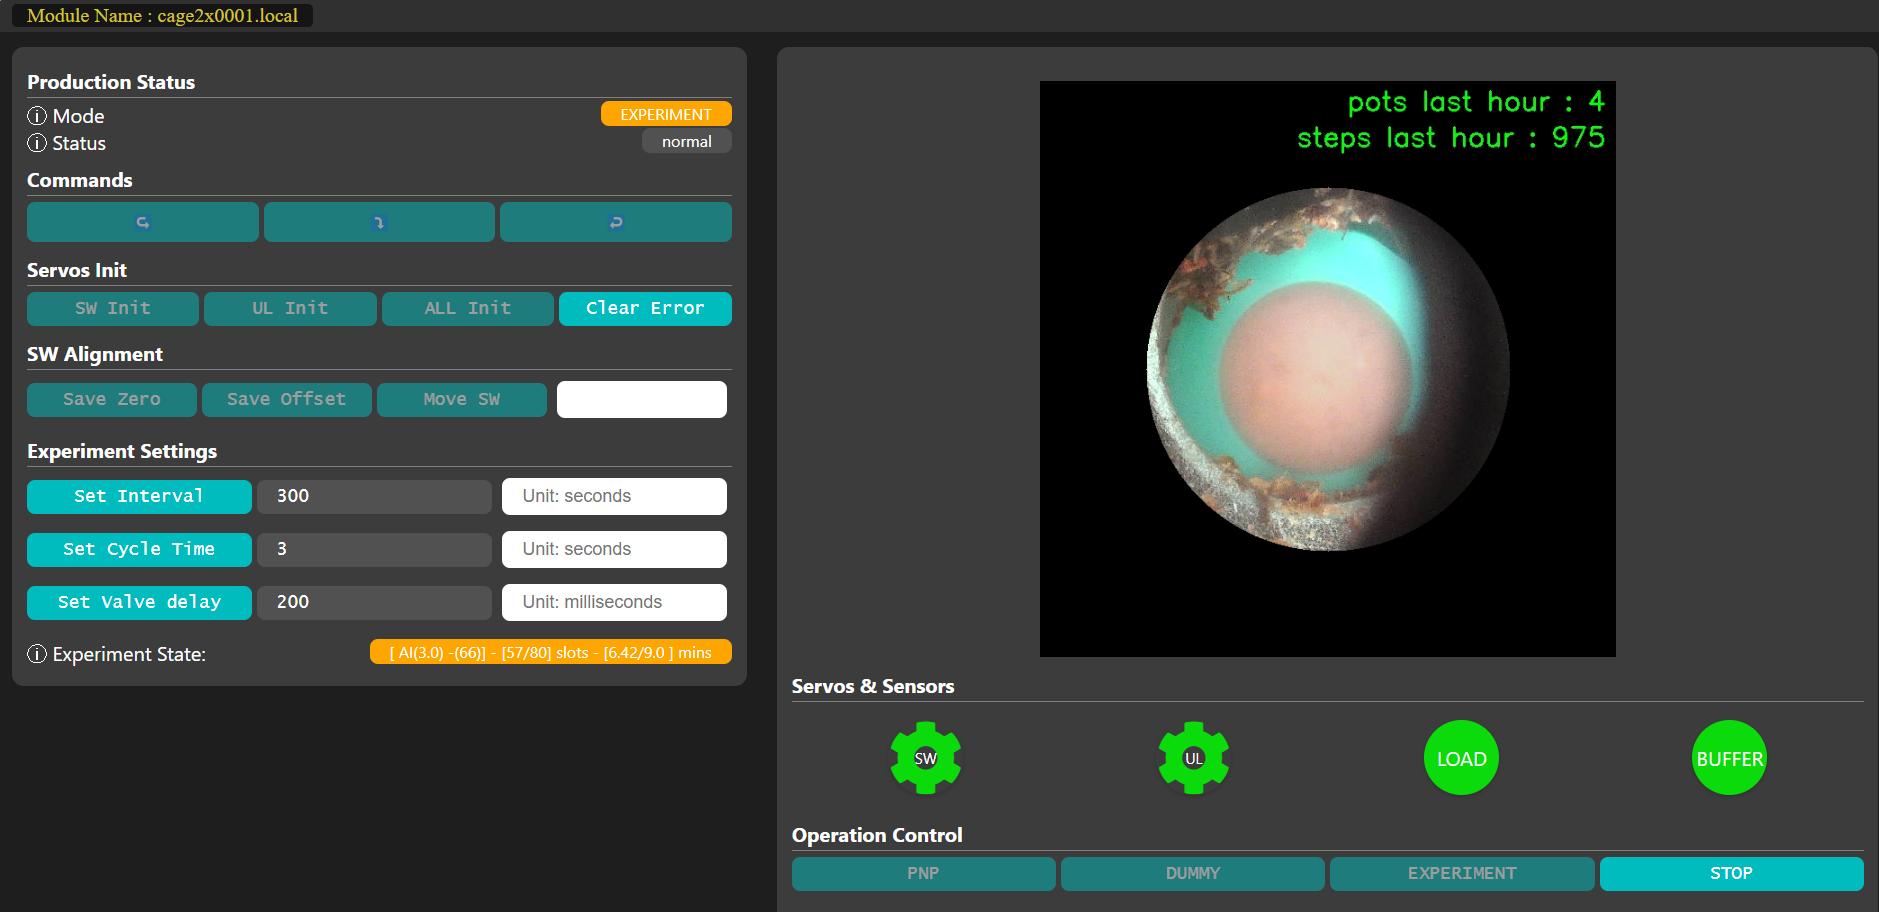 Module Name : cage2x0001.local
Production Status
Mode
EXPERIMENT
Status
normal
Commands
Servos Init
SW Init
UL Init
ALL Init
Clear Error
SW Alignment
Save Zero
Save Offset
Move SW
Experiment Settings
Set Interval
300
Unit: seconds
Set Cycle Time
3
Unit: seconds
Set Valve delay
200
Unit: milliseconds
Experiment State:
[ AI(3.0) -(66)] - [57/80] slots - [6.42/9.0 ] mins
pots last hour : 4
steps last hour : 975
Servos & Sensors
SW
UL
LOAD
BUFFER
Operation Control
PNP
DUMMY
EXPERIMENT
STOP